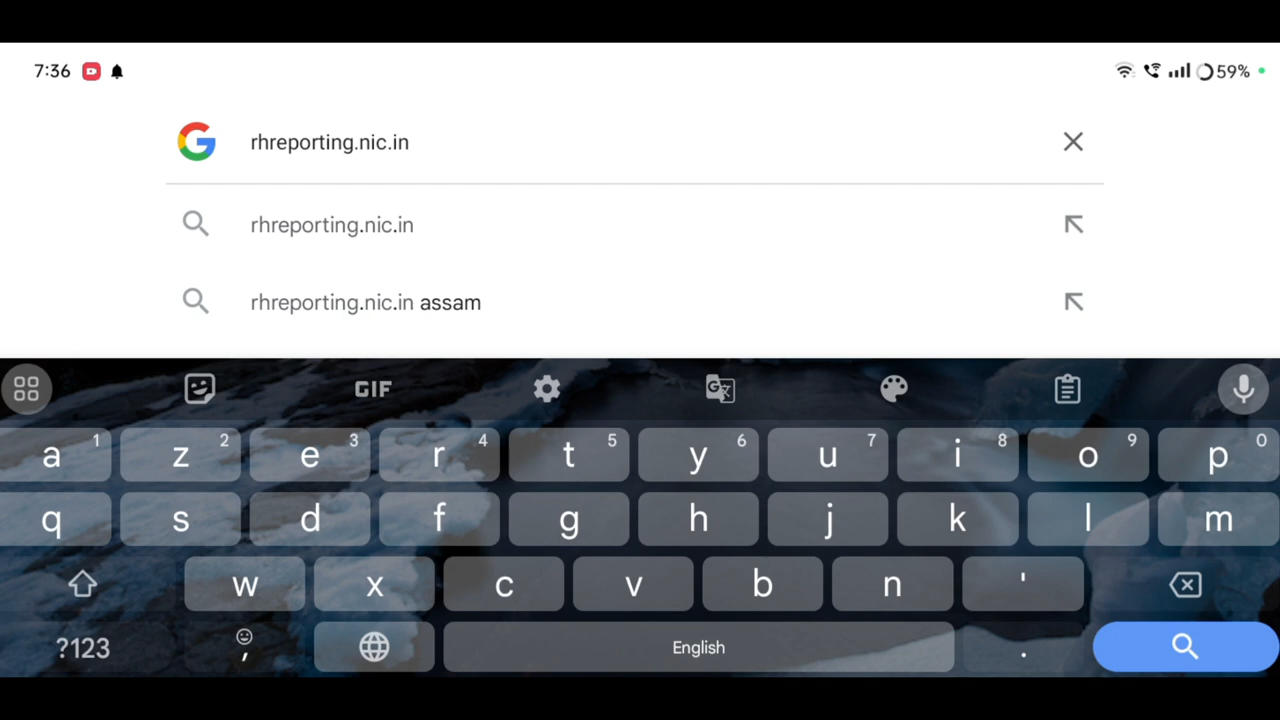 7:36 59%
rhreporting.nic.in
rhreporting.nic.in
rhreporting.nic.in assam
GIF
a 1 z 2 e 3 r 4 t 5 y 6 u 7 i 8 o 9 p 0
q s d f g h j k l m
w x c v b n '
?123 , English .